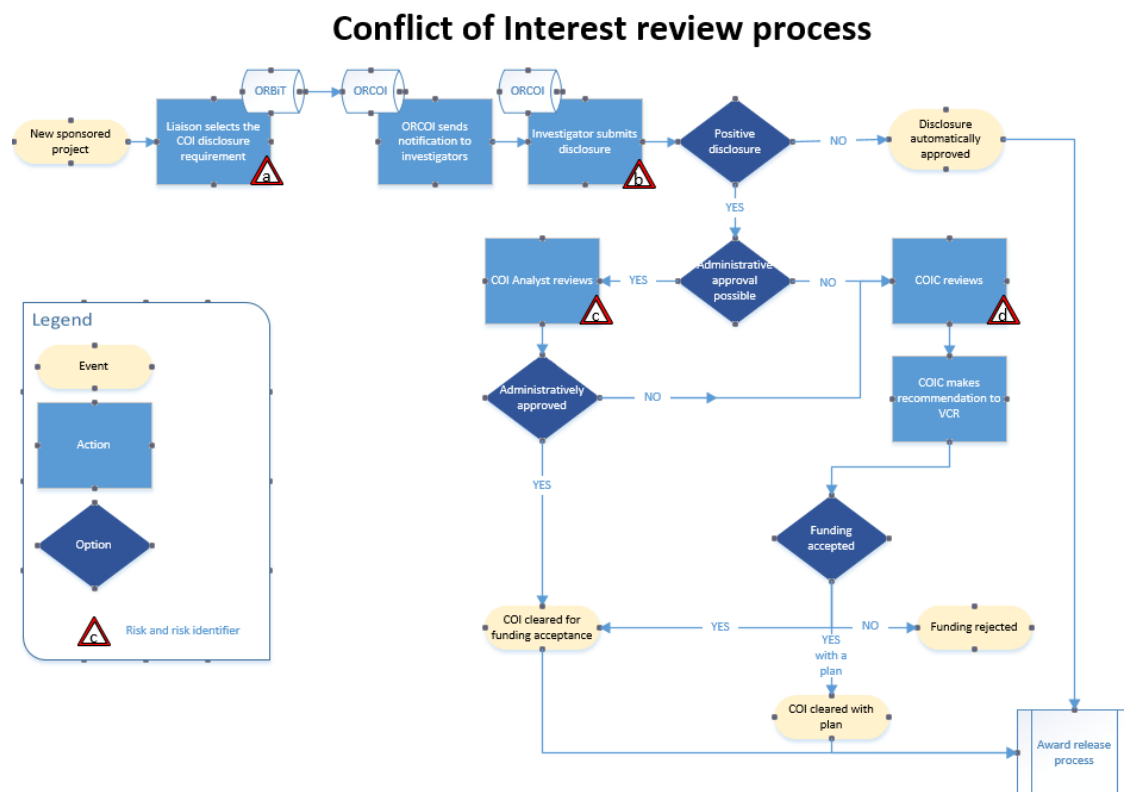 Conflict of Interest review process
ORBiT
ORCOI
ORCOI
New sponsored
project
Liaison selects the
COI disclosure
requirement
a
ORCOI sends
notification to
investigators
Investigator submits
disclosure
b
Positive
disclosure
NO
Disclosure
automatically
approved
YES
COI Analyst reviews
c
YES
Administrative
approval
possible
NO
COIC reviews
d
Legend
Event
Action
Option
c
Risk and risk identifier
Administratively
approved
NO
COIC makes
recommendation to
VCR
YES
Funding
accepted
COI cleared for
funding acceptance
YES
NO
Funding rejected
YES
with a
plan
COI cleared with
plan
Award release
process